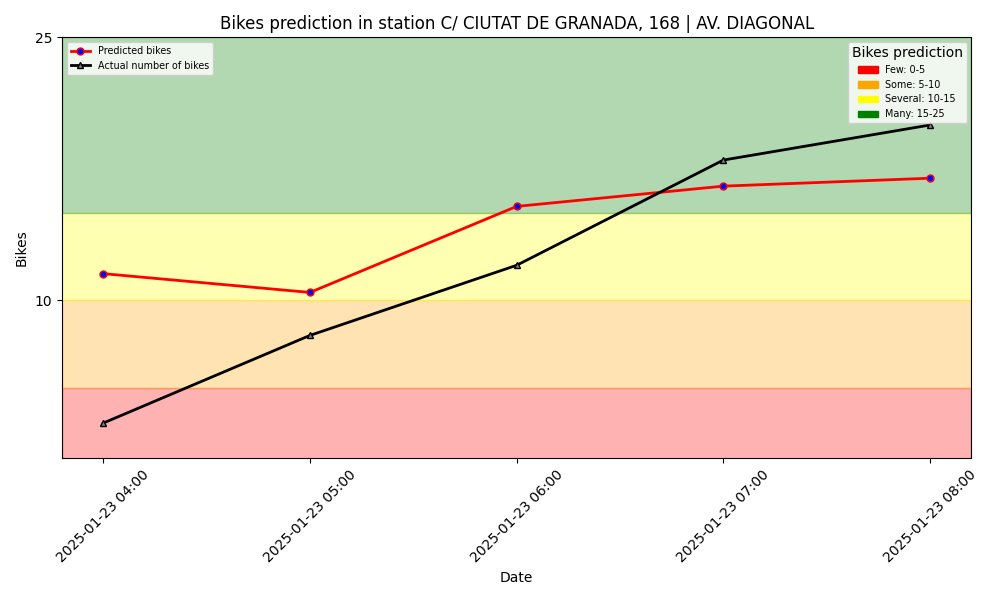 Bikes prediction in station C/ CIUTAT DE GRANADA, 168 | AV. DIAGONAL
25
Predicted bikes
Actual number of bikes
Bikes prediction
Few: 0-5
Some: 5-10
Several: 10-15
Many: 15-25
Bikes
10
2025-01-23 04:00
2025-01-23 05:00
2025-01-23 06:00
2025-01-23 07:00
2025-01-23 08:00
Date